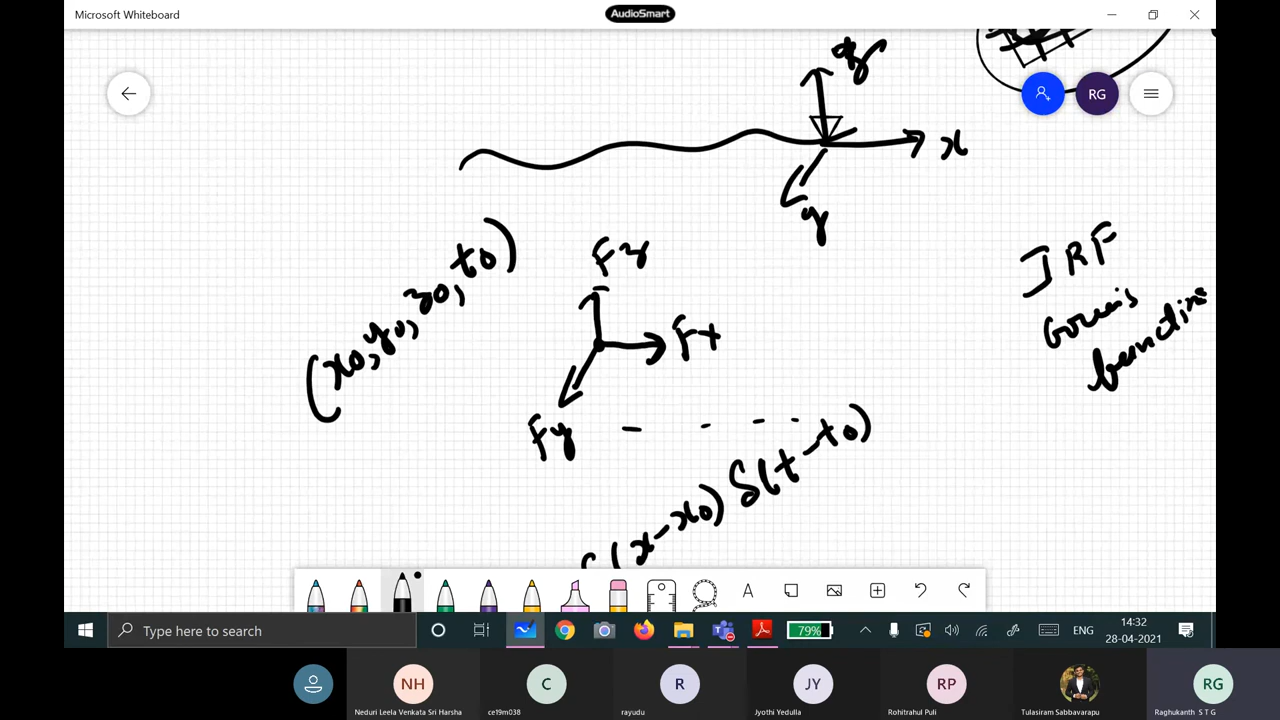 Microsoft Whiteboard
AudioSmart
RG
z
x
y
(x0, y0, z0, t0)
Fz
Fx
Fy
(x-x0) δ(t-t0)
IRF
Type here to search
79%
ENG
14:32
28-04-2021
NH
C
R
JY
RP
RG
Neduri Leela Venkata Sri Harsha
ce19m038
rayudu
Jyothi Yedulla
Rohitrahul Puli
Tulasiram Sabbavarapu
Raghukanth S T G